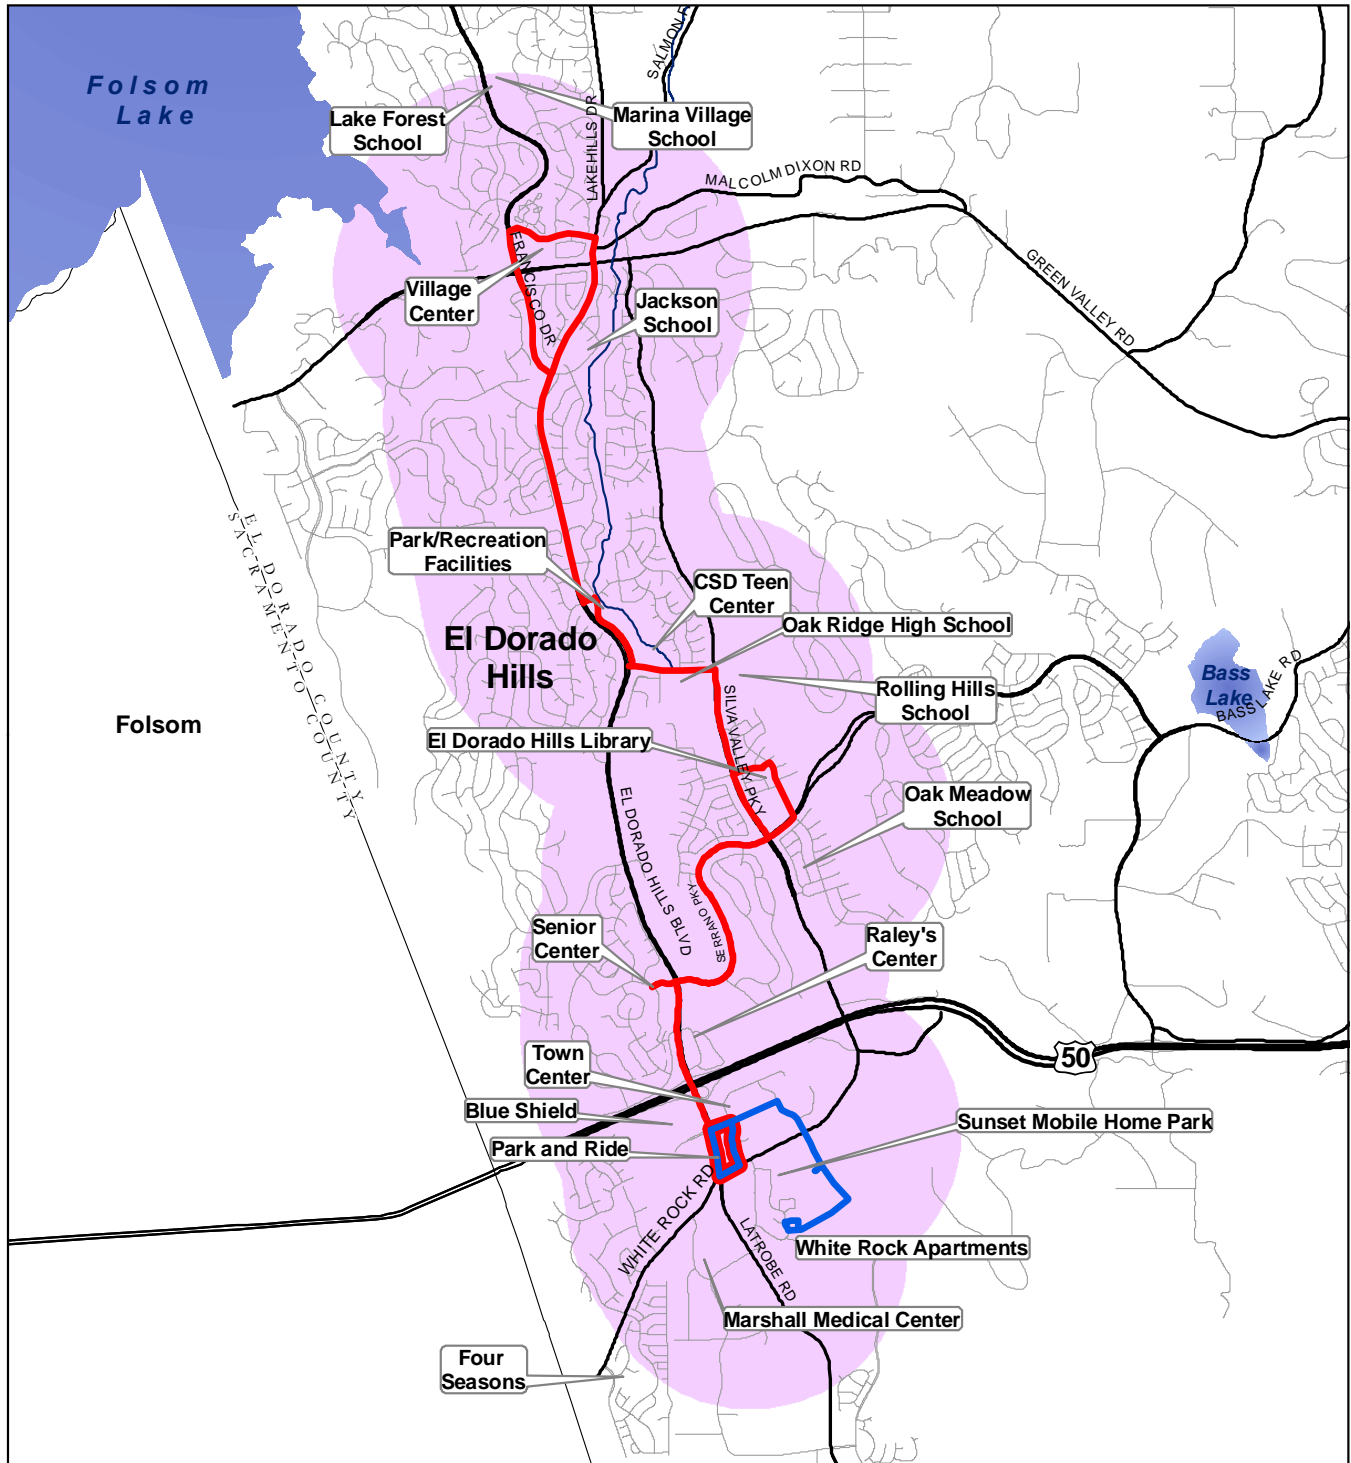 Folsom
Lake
Lake Forest
School
Marina Village
School
SALMON F
LAKEHILLS DR
MALCOLM DIXON RD
GREEN VALLEY RD
FRANCISCO DR
Village
Center
Jackson
School
EL DORADO COUNTY
SACRAMENTO COUNTY
Park/Recreation
Facilities
CSD Teen
Center
Oak Ridge High School
El Dorado
Hills
Rolling Hills
School
Bass
Lake
BASS LAKE RD
Folsom
SILVA VALLEY PKY
El Dorado Hills Library
EL DORADO HILLS BLVD
Oak Meadow
School
SERRANO PKY
Senior
Center
Raley's
Center
50
Town
Center
Blue Shield
Park and Ride
Sunset Mobile Home Park
WHITE ROCK RD
LATROBE RD
White Rock Apartments
Marshall Medical Center
Four
Seasons